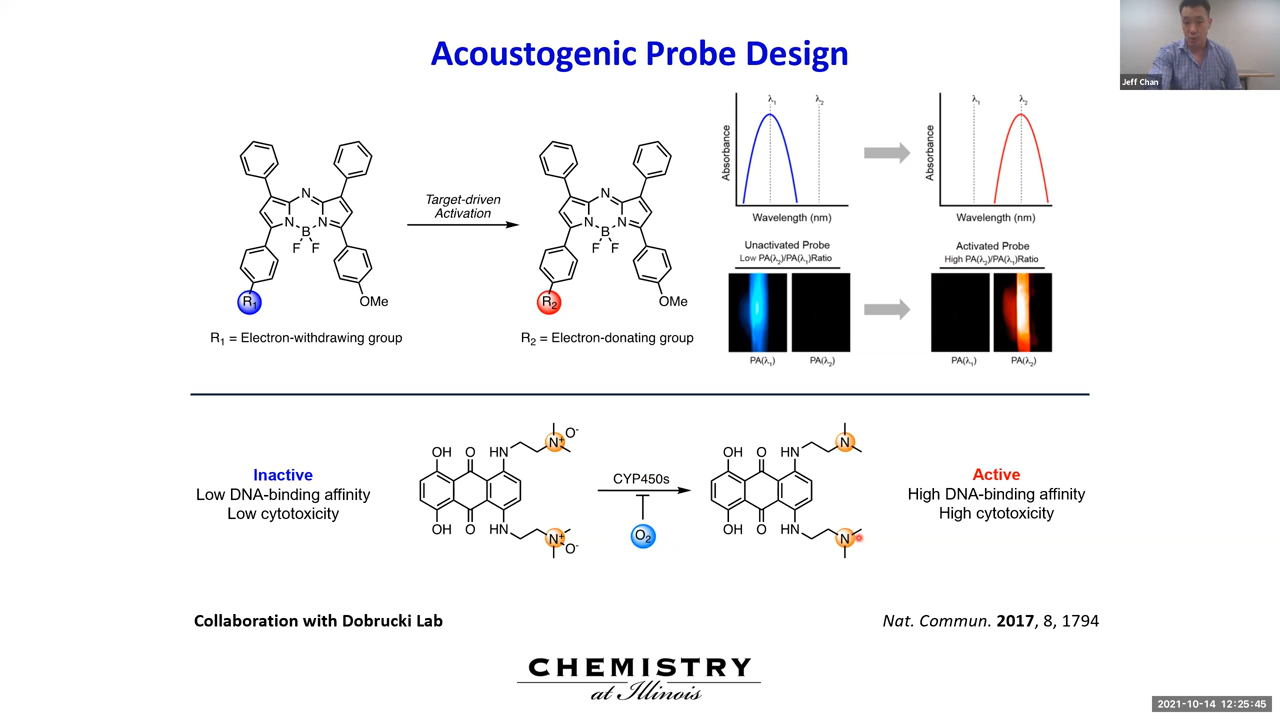 Acoustogenic Probe Design
Jeff Chan
N
N
N
B
F
F
R₁
OMe
R₁ = Electron-withdrawing group
Target-driven
Activation
N
N
N
B
F
F
R₂
OMe
R₂ = Electron-donating group
λ₁
λ₂
Absorbance
Wavelength (nm)
λ₁
λ₂
Absorbance
Wavelength (nm)
Unactivated Probe
Low PA(λ₂)/PA(λ₁)Ratio
PA(λ₁)
PA(λ₂)
Activated Probe
High PA(λ₂)/PA(λ₁)Ratio
PA(λ₁)
PA(λ₂)
Inactive
Low DNA-binding affinity
Low cytotoxicity
OH
O
HN
N⁺
O⁻
OH
O
HN
N⁺
O⁻
CYP450s
O₂
OH
O
HN
N
OH
O
HN
N
Active
High DNA-binding affinity
High cytotoxicity
Collaboration with Dobrucki Lab
Nat. Commun. 2017, 8, 1794
CHEMISTRY
at Illinois
2021-10-14 12:25:45